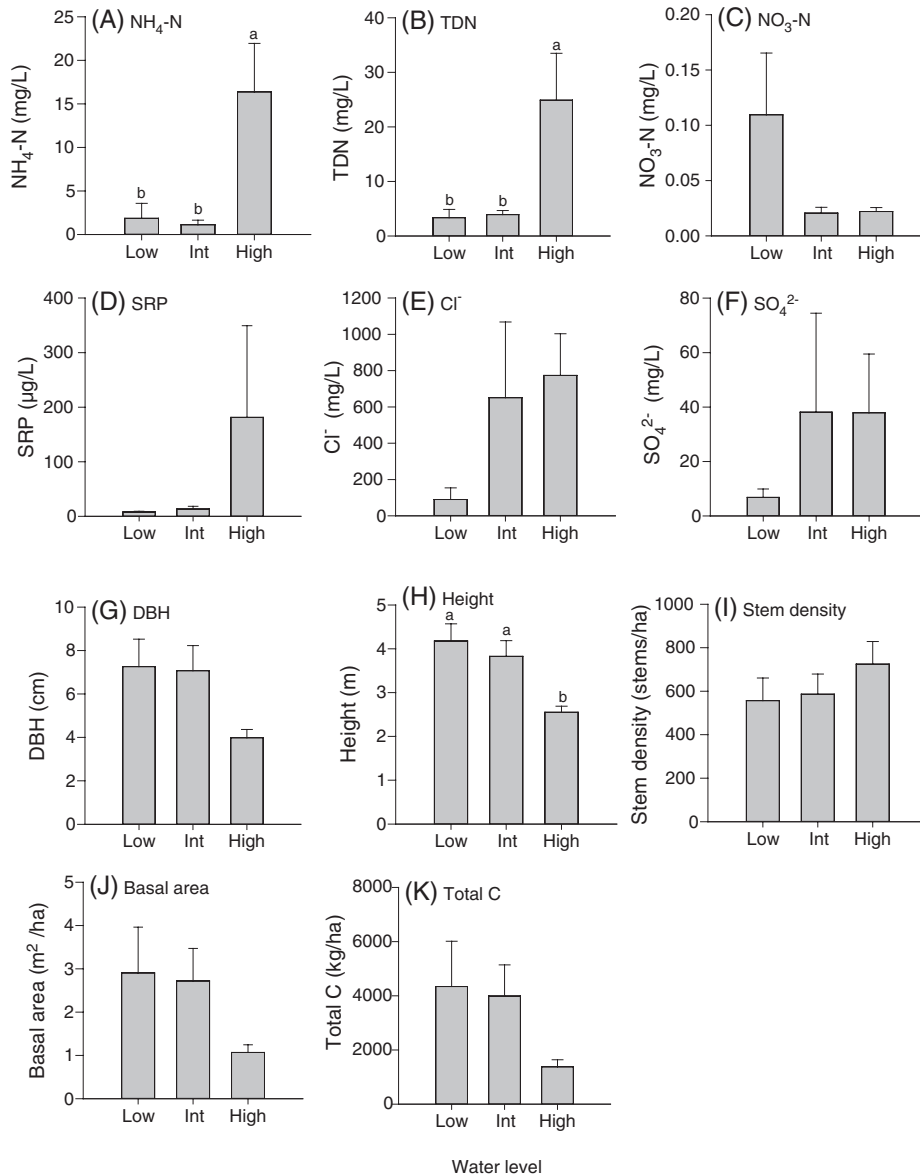 (A) NH₄-N
NH₄-N (mg/L)
25
20
15
10
5
0
b
b
a
Low Int High
(B) TDN
TDN (mg/L)
40
30
20
10
0
b
b
a
Low Int High
(C) NO₃-N
NO₃-N (mg/L)
0.20
0.15
0.10
0.05
0.00
Low Int High
(D) SRP
SRP (µg/L)
400
300
200
100
0
Low Int High
(E) Cl⁻
Cl⁻ (mg/L)
1200
1000
800
600
400
200
0
Low Int High
(F) SO₄²⁻
SO₄²⁻ (mg/L)
80
60
40
20
0
Low Int High
(G) DBH
DBH (cm)
10
8
6
4
2
0
Low Int High
(H) Height
Height (m)
5
4
3
2
1
0
a
a
b
Low Int High
(I) Stem density
Stem density (stems/ha)
1000
800
600
400
200
0
Low Int High
(J) Basal area
Basal area (m² /ha)
5
4
3
2
1
0
Low Int High
(K) Total C
Total C (kg/ha)
8000
6000
4000
2000
0
Low Int High
Water level